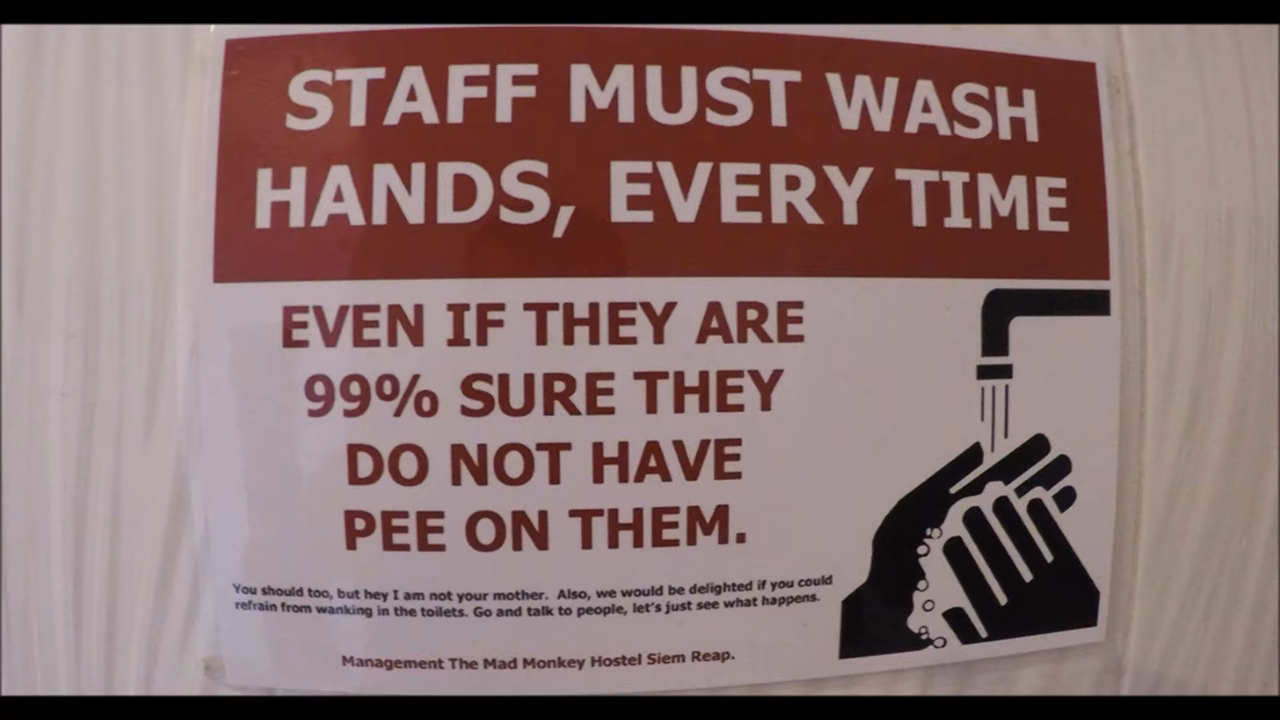 STAFF MUST WASH
HANDS, EVERY TIME
EVEN IF THEY ARE
99% SURE THEY
DO NOT HAVE
PEE ON THEM.
You should too, but hey I am not your mother. Also, we would be delighted if you could
refrain from wanking in the toilets. Go and talk to people, let's just see what happens.
Management The Mad Monkey Hostel Siem Reap.